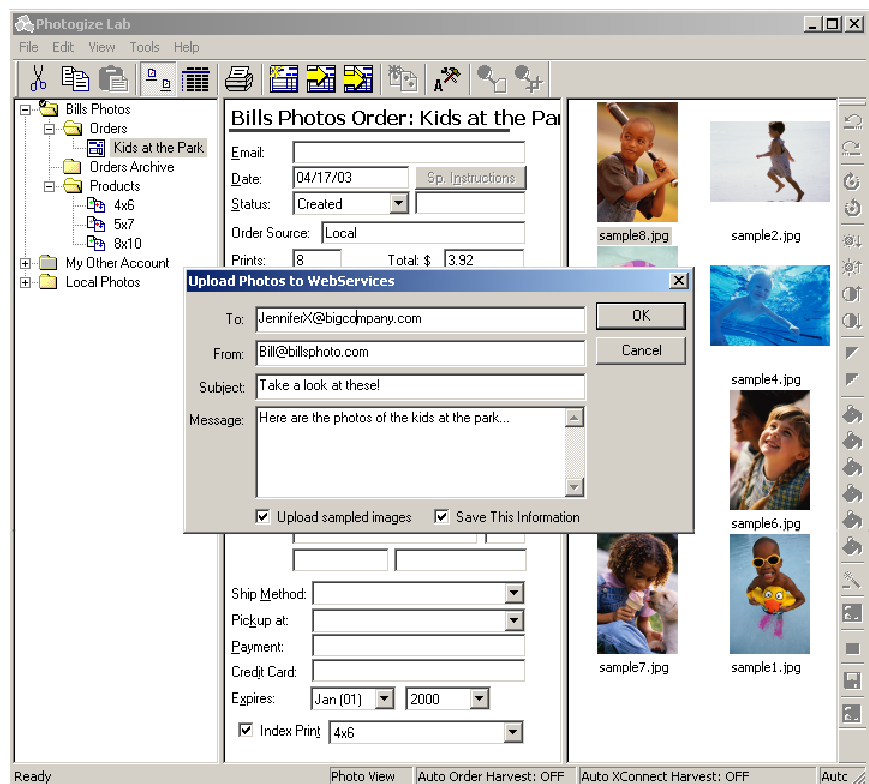 Photogize Lab
File Edit View Tools Help
Bills Photos
Orders
Kids at the Park
Orders Archive
Products
4x6
5x7
8x10
My Other Account
Local Photos
Bills Photos Order: Kids at the Par
Email:
Date: 04/17/03 Sp. Instructions
Status: Created
Order Source: Local
Prints: 8 Total: $ 3.92
Upload Photos to WebServices
To: JenniferX@bigcompany.com
OK
From: Bill@billsphoto.com
Cancel
Subject: Take a look at these!
Message: Here are the photos of the kids at the park...
Upload sampled images Save This Information
Ship Method:
Pickup at:
Payment:
Credit Card:
Expires: Jan (01) 2000
Index Print 4x6
sample8.jpg sample2.jpg
sample4.jpg
sample6.jpg
sample7.jpg sample1.jpg
Ready Photo View Auto Order Harvest: OFF Auto XConnect Harvest: OFF Autc